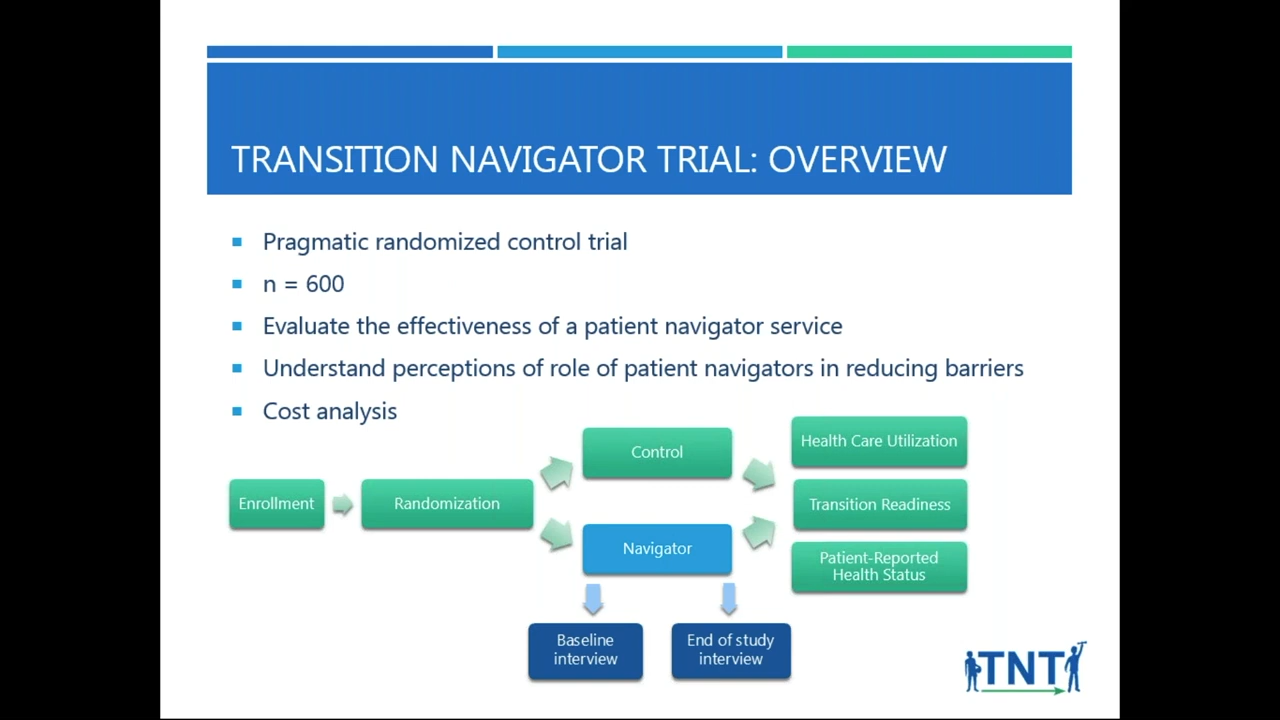 TRANSITION NAVIGATOR TRIAL: OVERVIEW
Pragmatic randomized control trial
n = 600
Evaluate the effectiveness of a patient navigator service
Understand perceptions of role of patient navigators in reducing barriers
Cost analysis
Enrollment
Randomization
Control
Navigator
Health Care Utilization
Transition Readiness
Patient-Reported
Health Status
Baseline
interview
End of study
interview
TNT